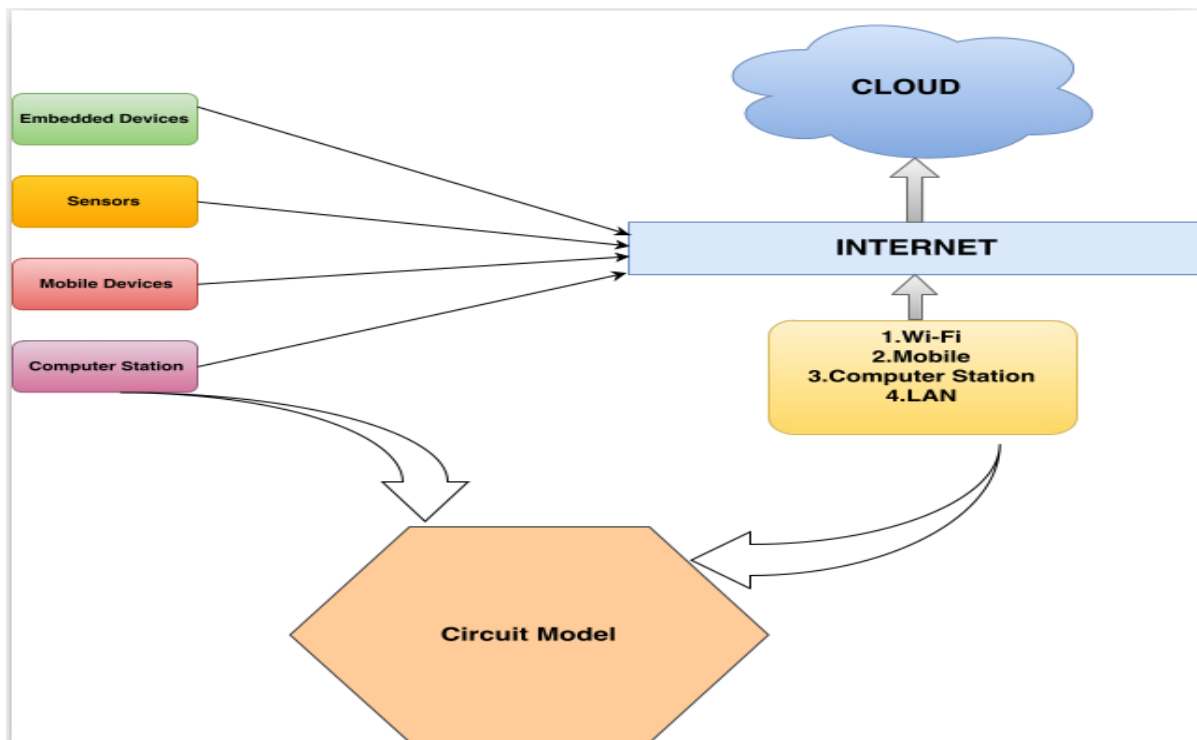 CLOUD
Embedded Devices
Sensors
INTERNET
Mobile Devices
1.Wi-Fi
2.Mobile
3.Computer Station
4.LAN
Computer Station
Circuit Model